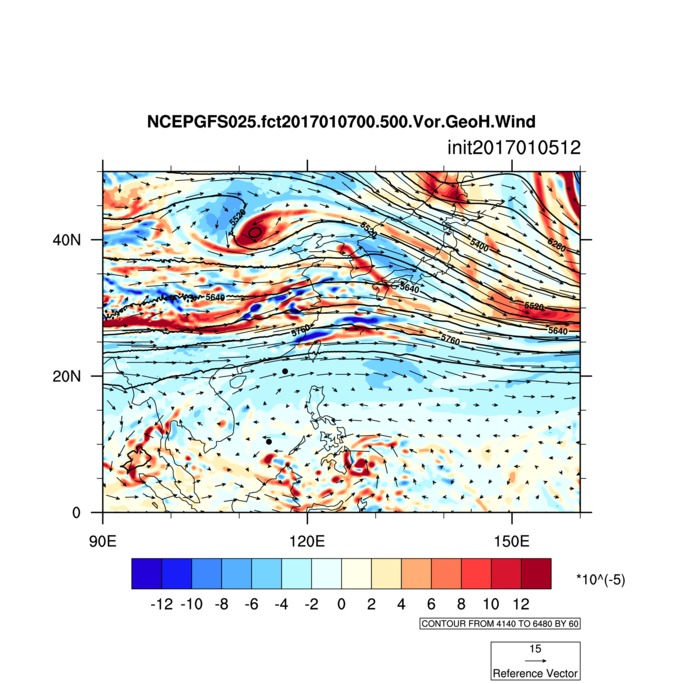 NCEPGFS025.fct2017010700.500.Vor.GeoH.Wind
init2017010512
40N
20N
0
90E 120E 150E
5520
5520
5400
5260
5640
5640
5520
5640
5760
5760
-12 -10 -8 -6 -4 -2 0 2 4 6 8 10 12
*10^(-5)
CONTOUR FROM 4140 TO 6480 BY 60
15
Reference Vector